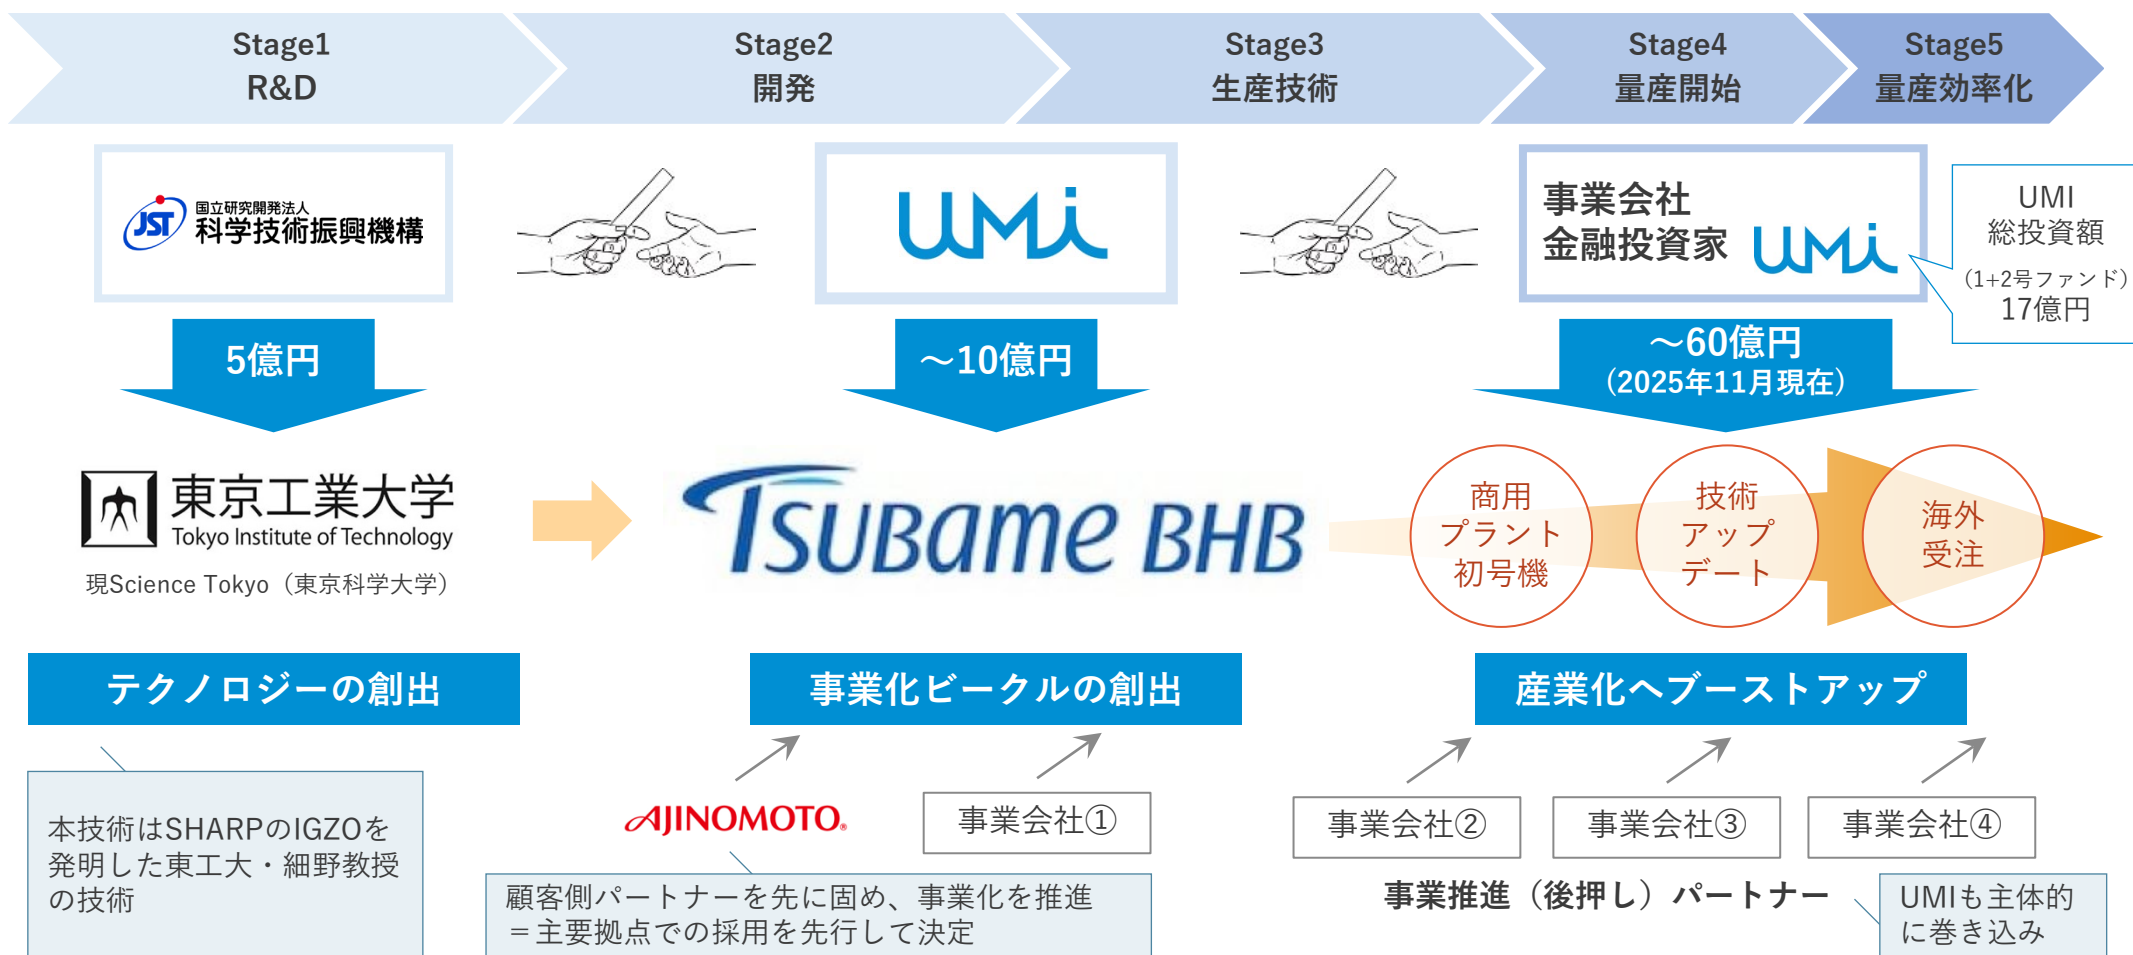 Stage1
R&D
Stage2
開発
Stage3
生産技術
Stage4
量産開始
Stage5
量産効率化
JST
国立研究開発法人
科学技術振興機構
UMi
事業会社
金融投資家
UMi
UMI
総投資額
（1+2号ファンド）
17億円
5億円
～10億円
～60億円
（2025年11月現在）
東京工業大学
Tokyo Institute of Technology
現Science Tokyo（東京科学大学）
TSUBAME BHB
商用
プラント
初号機
技術
アップ
デート
海外
受注
テクノロジーの創出
事業化ビークルの創出
産業化へブーストアップ
本技術はSHARPのIGZOを
発明した東工大・細野教授
の技術
AJINOMOTO®
事業会社①
事業会社②
事業会社③
事業会社④
顧客側パートナーを先に固め、事業化を推進
＝主要拠点での採用を先行して決定
事業推進（後押し）パートナー
UMIも主体的
に巻き込み